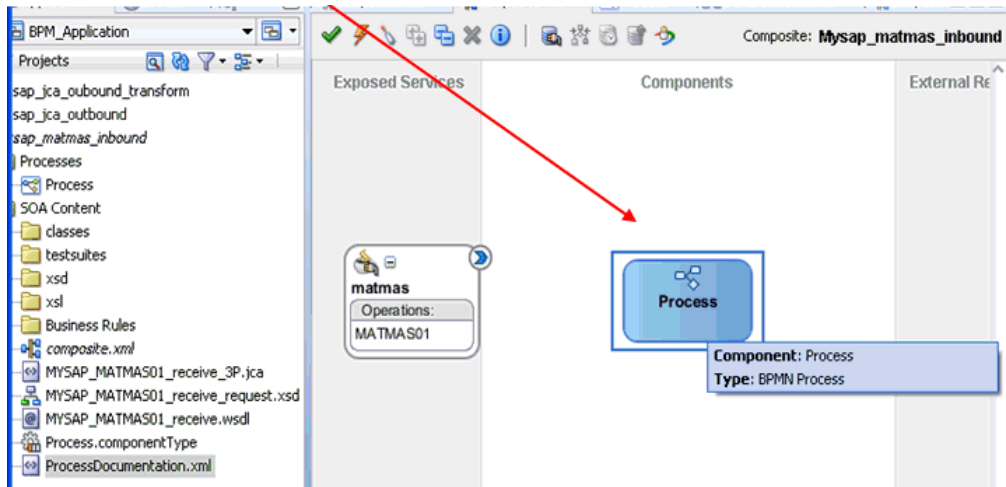 BPM_Application
Composite: Mysap_matmas_inbound
Projects
Exposed Services
Components
External Re
sap_jca_oubound_transform
sap_jca_outbound
sap_matmas_inbound
Processes
Process
SOA Content
classes
testsuites
xsd
xsl
Business Rules
composite.xml
MYSAP_MATMAS01_receive_3P.jca
MYSAP_MATMAS01_receive_request.xsd
MYSAP_MATMAS01_receive.wsdl
Process.componentType
ProcessDocumentation.xml
matmas
Operations:
MATMAS01
Process
Component: Process
Type: BPMN Process